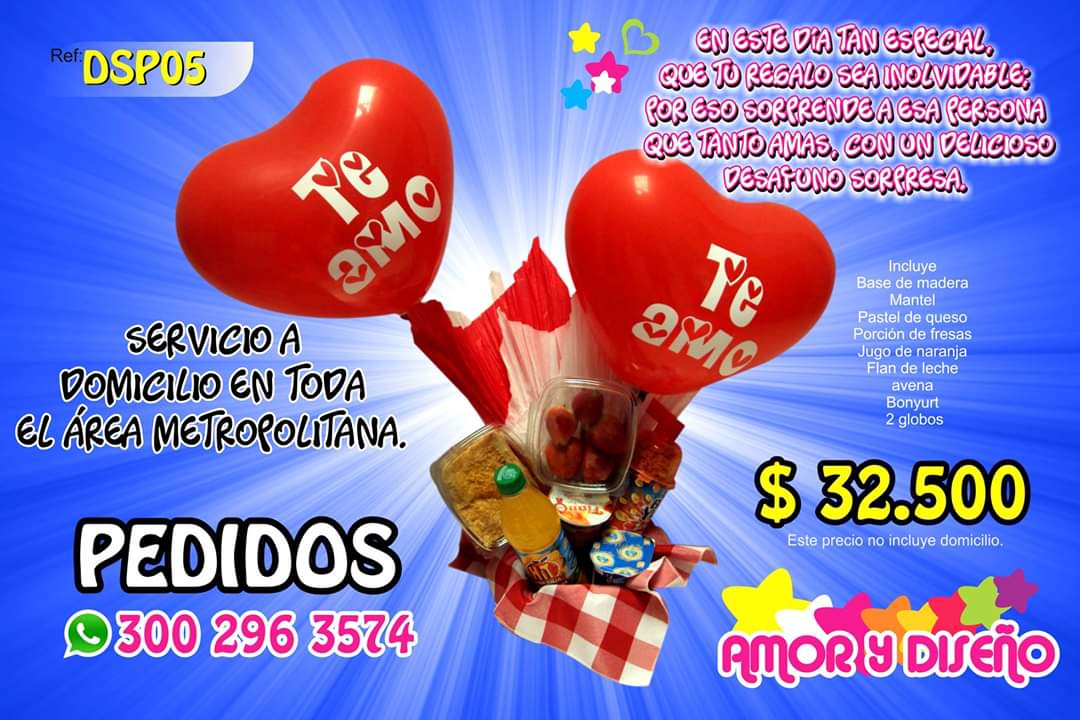 Ref: DSP05
EN ESTE DÍA TAN ESPECIAL,
QUE TU REGALO SEA INOLVIDABLE;
POR ESO SORPRENDE A ESA PERSONA
QUE TANTO AMAS, CON UN DELICIOSO
DESAYUNO SORPRESA.
Te
amo
Te
amo
Incluye
Base de madera
Mantel
Pastel de queso
Porción de fresas
Jugo de naranja
Flan de leche
avena
Bonyurt
2 globos
SERVICIO A
DOMICILIO EN TODA
EL ÁREA METROPOLITANA.
$ 32.500
Este precio no incluye domicilio.
PEDIDOS
300 296 3574
Flan
AMOR Y DISEÑO